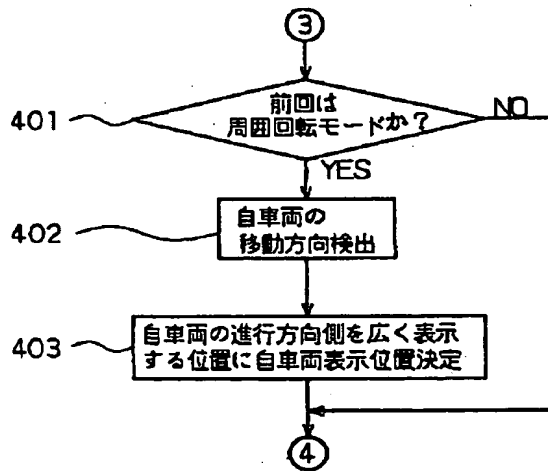 3
401
前回は
周囲回転モードか？
NO
YES
402
自車両の
移動方向検出
403
自車両の進行方向側を広く表示
する位置に自車両表示位置決定
4